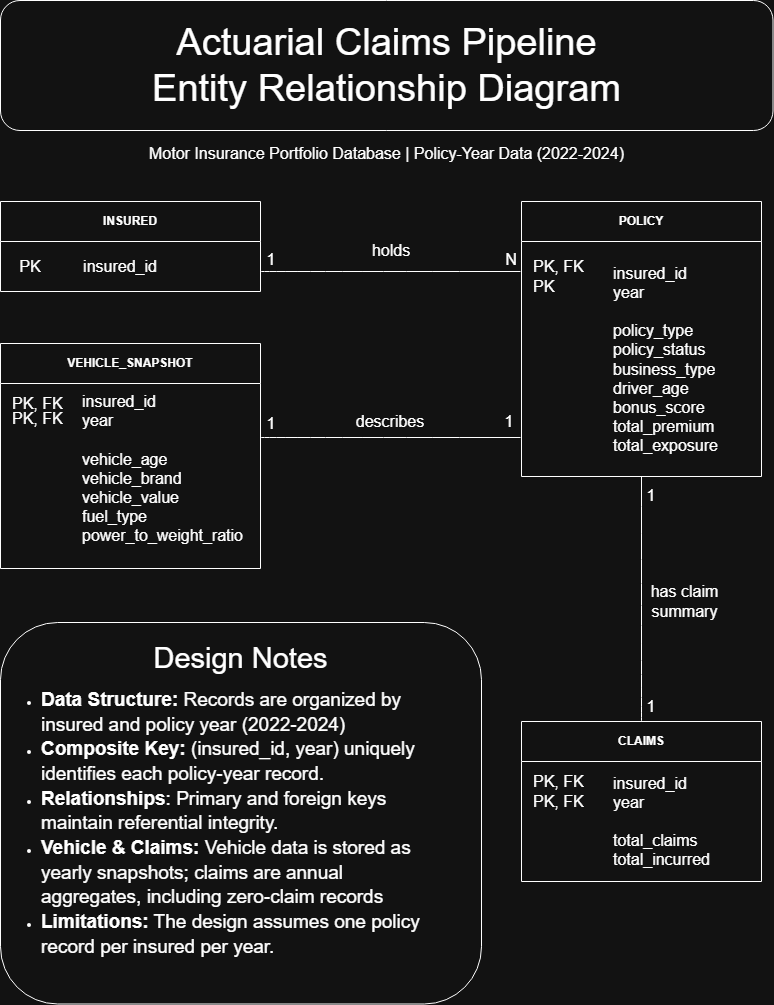 Actuarial Claims Pipeline
Entity Relationship Diagram
Motor Insurance Portfolio Database | Policy-Year Data (2022-2024)
INSURED
PK insured_id
1 holds N
POLICY
PK, FK insured_id
PK year
policy_type
policy_status
business_type
driver_age
bonus_score
total_premium
total_exposure
VEHICLE_SNAPSHOT
PK, FK insured_id
PK, FK year
vehicle_age
vehicle_brand
vehicle_value
fuel_type
power_to_weight_ratio
1 describes 1
1
has claim
summary
1
CLAIMS
PK, FK insured_id
PK, FK year
total_claims
total_incurred
Design Notes
• Data Structure: Records are organized by
insured and policy year (2022-2024)
• Composite Key: (insured_id, year) uniquely
identifies each policy-year record.
• Relationships: Primary and foreign keys
maintain referential integrity.
• Vehicle & Claims: Vehicle data is stored as
yearly snapshots; claims are annual
aggregates, including zero-claim records
• Limitations: The design assumes one policy
record per insured per year.